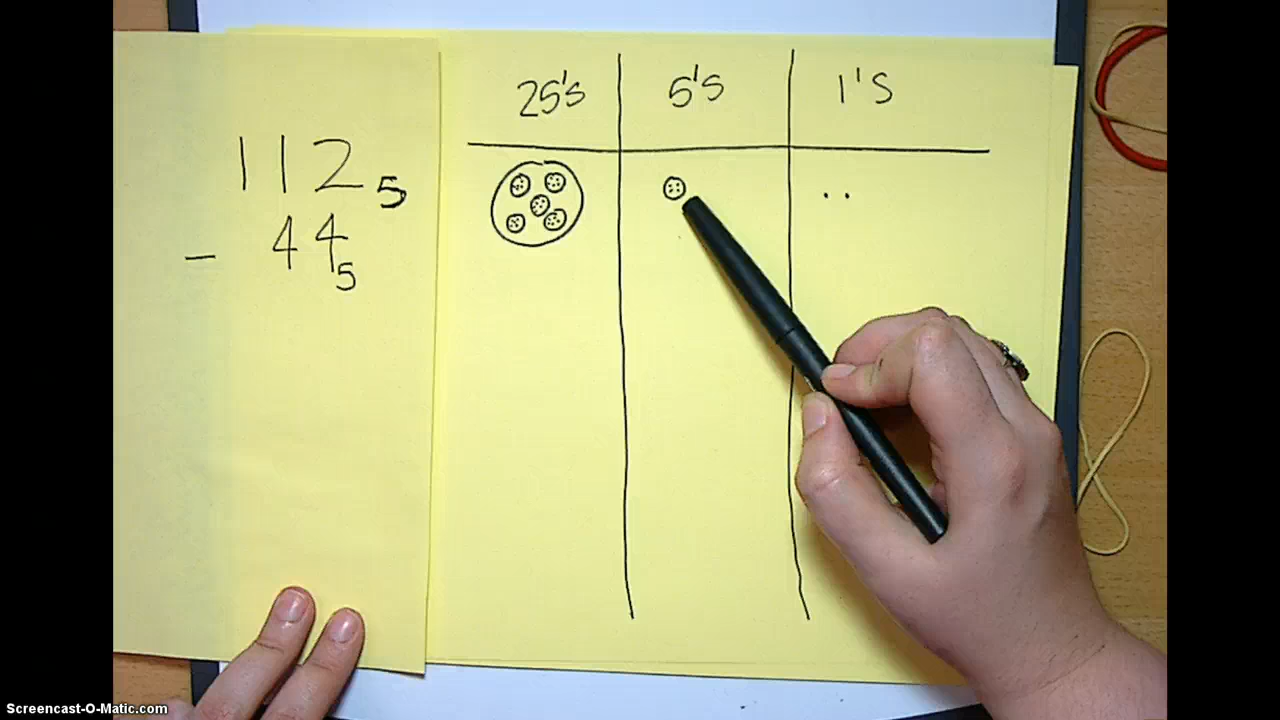 25's 5's 1's
112₅
- 44₅
Screencast-O-Matic.com